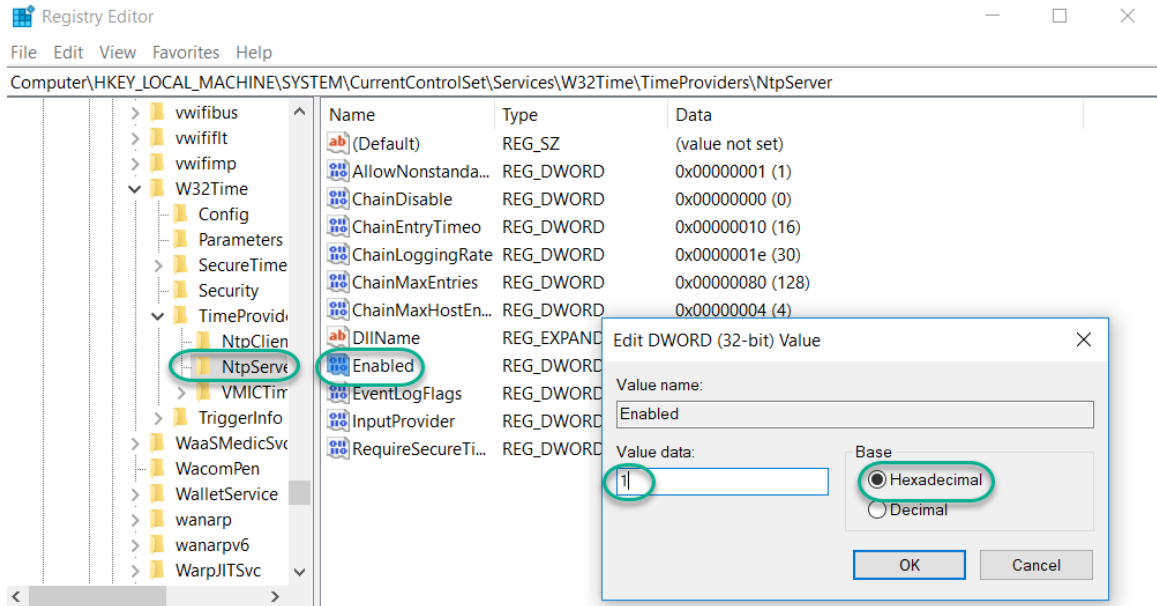 Registry Editor
File Edit View Favorites Help
Computer\HKEY_LOCAL_MACHINE\SYSTEM\CurrentControlSet\Services\W32Time\TimeProviders\NtpServer
vwifibus
vwififlt
vwifimp
W32Time
Config
Parameters
SecureTime
Security
TimeProvide
NtpClien
NtpServe
VMICTim
TriggerInfo
WaaSMedicSvc
WacomPen
WalletService
wanarp
wanarpv6
WarpJITSvc
Name Type Data
(Default) REG_SZ (value not set)
AllowNonstanda... REG_DWORD 0x00000001 (1)
ChainDisable REG_DWORD 0x00000000 (0)
ChainEntryTimeo REG_DWORD 0x00000010 (16)
ChainLoggingRate REG_DWORD 0x0000001e (30)
ChainMaxEntries REG_DWORD 0x00000080 (128)
ChainMaxHostEn... REG_DWORD 0x00000004 (4)
DllName REG_EXPAND
Enabled REG_DWORD
EventLogFlags REG_DWORD
InputProvider REG_DWORD
RequireSecureTi... REG_DWORD
Edit DWORD (32-bit) Value
Value name:
Enabled
Value data:
1
Base
Hexadecimal
Decimal
OK Cancel